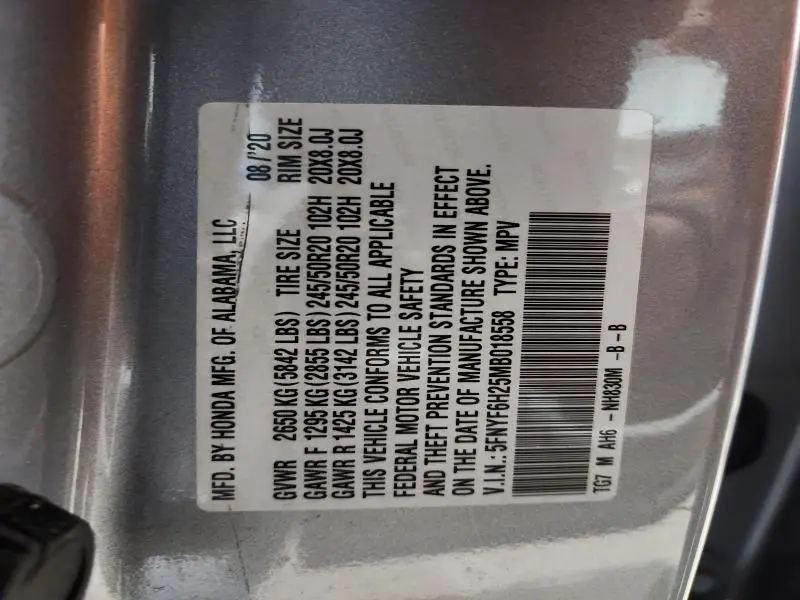 MFD. BY HONDA MFG. OF ALABAMA, LLC 08/'20
GVWR 2650 KG (5842 LBS) TIRE SIZE RIM SIZE
GAWR F 1295 KG (2855 LBS) 245/50R20 102H 20X8.0J
GAWR R 1425 KG (3142 LBS) 245/50R20 102H 20X8.0J
THIS VEHICLE CONFORMS TO ALL APPLICABLE
FEDERAL MOTOR VEHICLE SAFETY
AND THEFT PREVENTION STANDARDS IN EFFECT
ON THE DATE OF MANUFACTURE SHOWN ABOVE.
V.I.N.: 5FNYF6H25MB018558 TYPE: MPV
TG7 M AH6 - NH830M -B-B